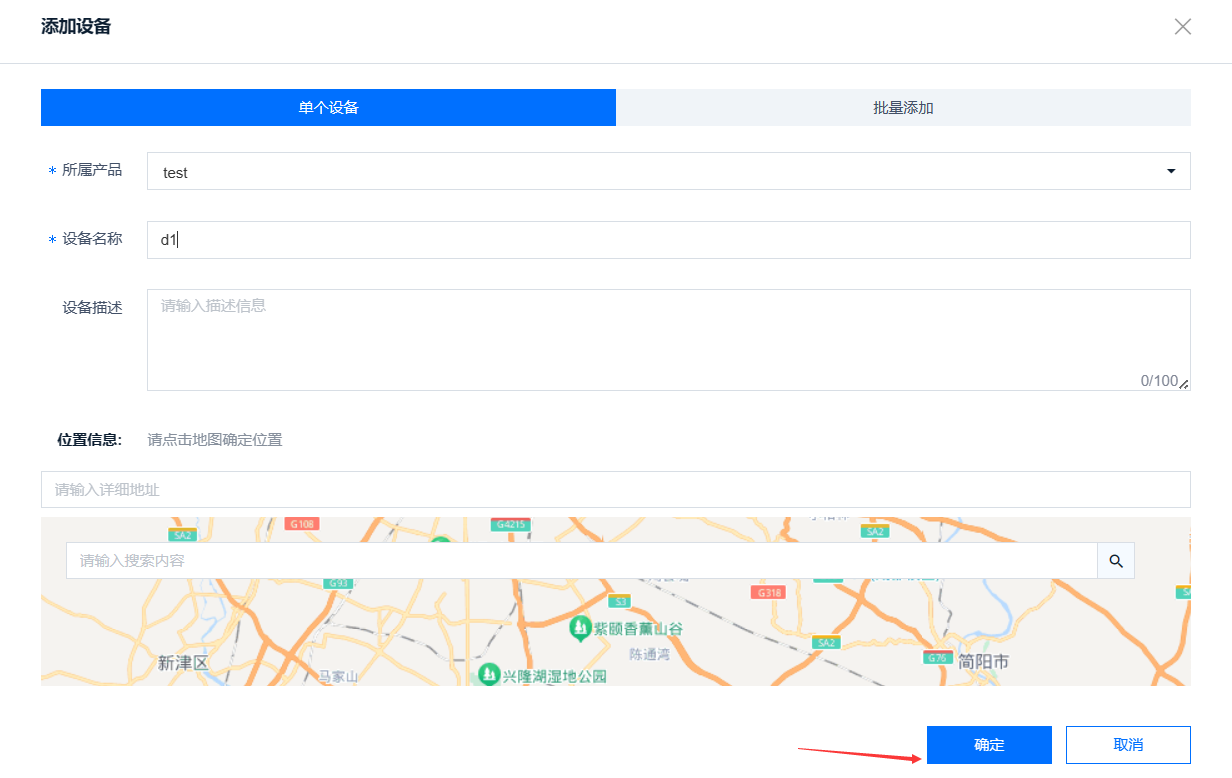 添加设备
单个设备
批量添加
* 所属产品
test
* 设备名称
d1
设备描述
请输入描述信息
0/100
位置信息:
请点击地图确定位置
请输入详细地址
G108
G4215
SA2
SA2
请输入搜索内容
G93
G318
S3
紫颐香薰山谷
陈通湾
SA2
新津区
马家山
兴隆湖湿地公园
G76
简阳市
确定
取消